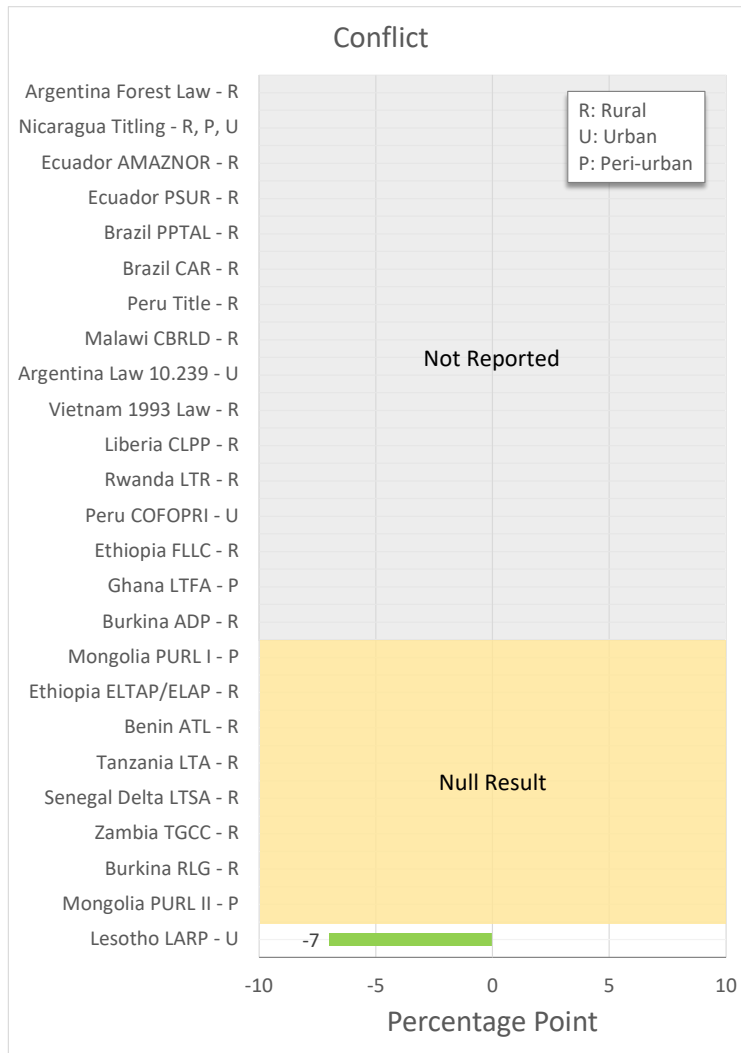 Conflict
R: Rural
U: Urban
P: Peri-urban
Argentina Forest Law - R
Nicaragua Titling - R, P, U
Ecuador AMAZNOR - R
Ecuador PSUR - R
Brazil PPTAL - R
Brazil CAR - R
Peru Title - R
Malawi CBRLD - R
Not Reported
Argentina Law 10.239 - U
Vietnam 1993 Law - R
Liberia CLPP - R
Rwanda LTR - R
Peru COFOPRI - U
Ethiopia FLLC - R
Ghana LTFA - P
Burkina ADP - R
Mongolia PURL I - P
Ethiopia ELTAP/ELAP - R
Benin ATL - R
Tanzania LTA - R
Null Result
Senegal Delta LTSA - R
Zambia TGCC - R
Burkina RLG - R
Mongolia PURL II - P
Lesotho LARP - U -7
-10 -5 0 5 10
Percentage Point